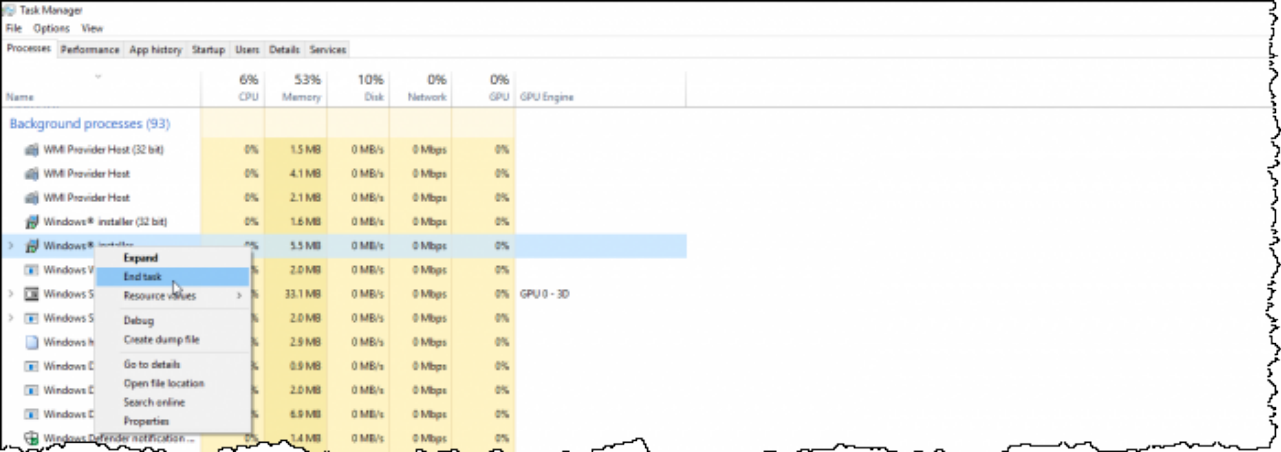 Task Manager
File Options View
Processes Performance App history Startup Users Details Services
6% 53% 10% 0% 0%
Name CPU Memory Disk Network GPU GPU Engine
Background processes (93)
WMI Provider Host (32 bit) 0% 1.5 MB 0 MB/s 0 Mbps 0%
WMI Provider Host 0% 4.1 MB 0 MB/s 0 Mbps 0%
WMI Provider Host 0% 2.1 MB 0 MB/s 0 Mbps 0%
Windows® installer (32 bit) 0% 1.6 MB 0 MB/s 0 Mbps 0%
Windows® installer 0% 5.5 MB 0 MB/s 0 Mbps 0%
Expand
Windows 2.0 MB 0 MB/s 0 Mbps 0%
End task
Windows S % 33.1 MB 0 MB/s 0 Mbps 0% GPU 0 - 3D
Resource values
Windows S % 2.0 MB 0 MB/s 0 Mbps 0%
Debug
Windows h % 2.9 MB 0 MB/s 0 Mbps 0%
Create dump file
Windows D % 0.9 MB 0 MB/s 0 Mbps 0%
Go to details
Windows D % 2.0 MB 0 MB/s 0 Mbps 0%
Open file location
Windows D % 6.9 MB 0 MB/s 0 Mbps 0%
Search online
Properties
Windows Defender notification ... 0% 1.4 MB 0 MB/s 0 Mbps 0%